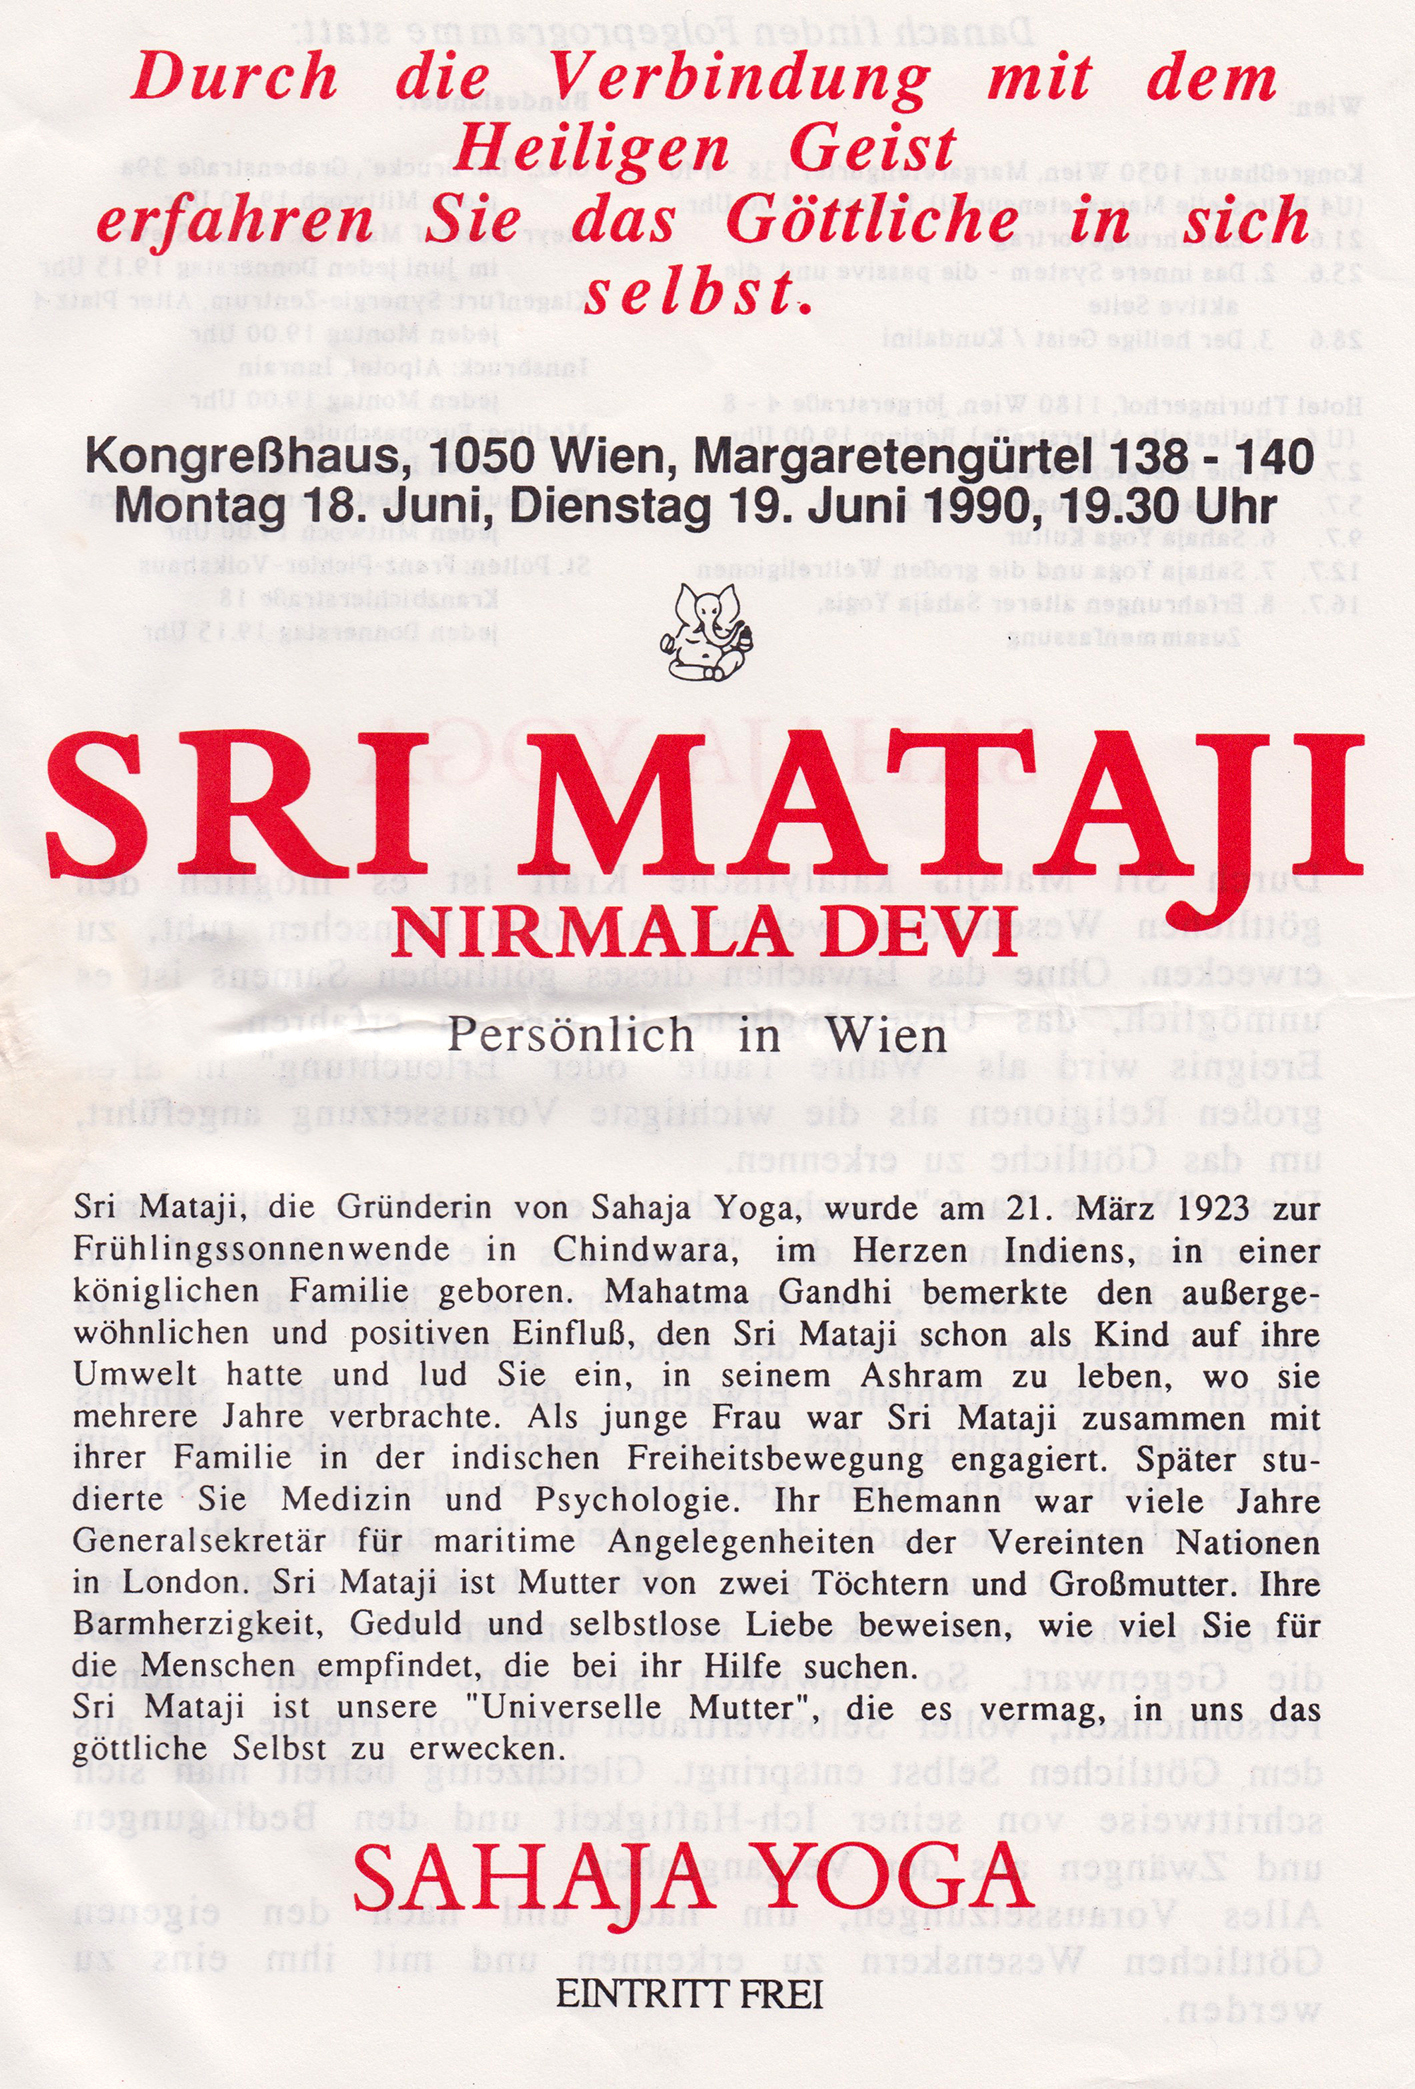 Durch die Verbindung mit dem
Heiligen Geist
erfahren Sie das Göttliche in sich
selbst.
Kongreßhaus, 1050 Wien, Margaretengürtel 138 - 140
Montag 18. Juni, Dienstag 19. Juni 1990, 19.30 Uhr
SRI MATAJI
NIRMALA DEVI
Persönlich in Wien
Sri Mataji, die Gründerin von Sahaja Yoga, wurde am 21. März 1923 zur
Frühlingssonnenwende in Chindwara, im Herzen Indiens, in einer
königlichen Familie geboren. Mahatma Gandhi bemerkte den außerge-
wöhnlichen und positiven Einfluß, den Sri Mataji schon als Kind auf ihre
Umwelt hatte und lud Sie ein, in seinem Ashram zu leben, wo sie
mehrere Jahre verbrachte. Als junge Frau war Sri Mataji zusammen mit
ihrer Familie in der indischen Freiheitsbewegung engagiert. Später stu-
dierte Sie Medizin und Psychologie. Ihr Ehemann war viele Jahre
Generalsekretär für maritime Angelegenheiten der Vereinten Nationen
in London. Sri Mataji ist Mutter von zwei Töchtern und Großmutter. Ihre
Barmherzigkeit, Geduld und selbstlose Liebe beweisen, wie viel Sie für
die Menschen empfindet, die bei ihr Hilfe suchen.
Sri Mataji ist unsere "Universelle Mutter", die es vermag, in uns das
göttliche Selbst zu erwecken.
SAHAJA YOGA
EINTRITT FREI